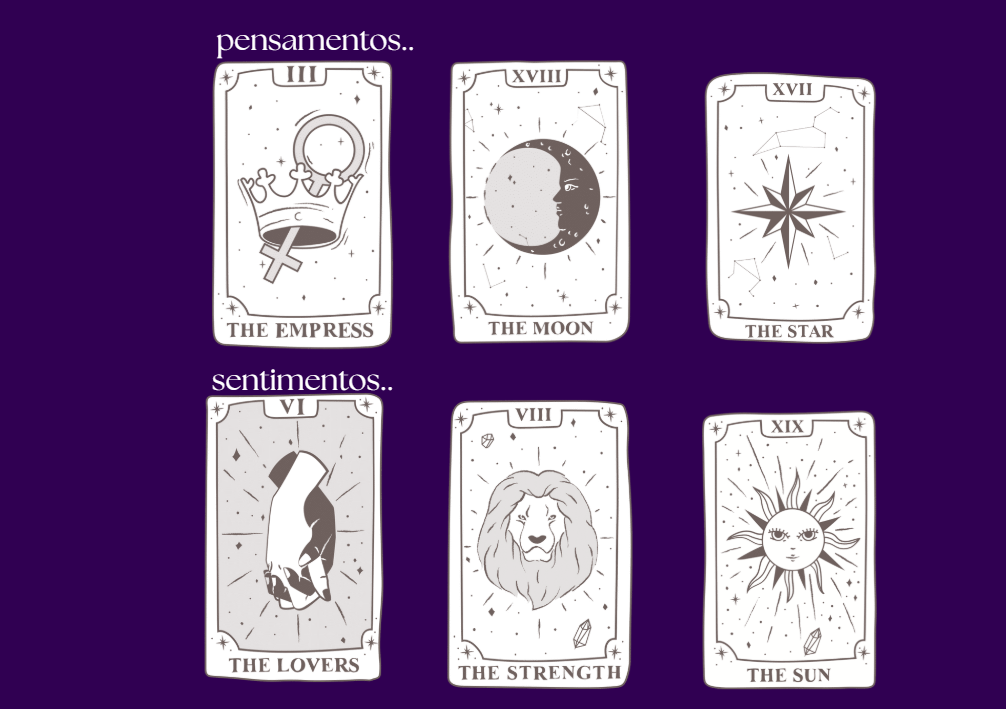 pensamentos..
III
THE EMPRESS
XVIII
THE MOON
XVII
THE STAR
sentimentos..
VI
THE LOVERS
VIII
THE STRENGTH
XIX
THE SUN